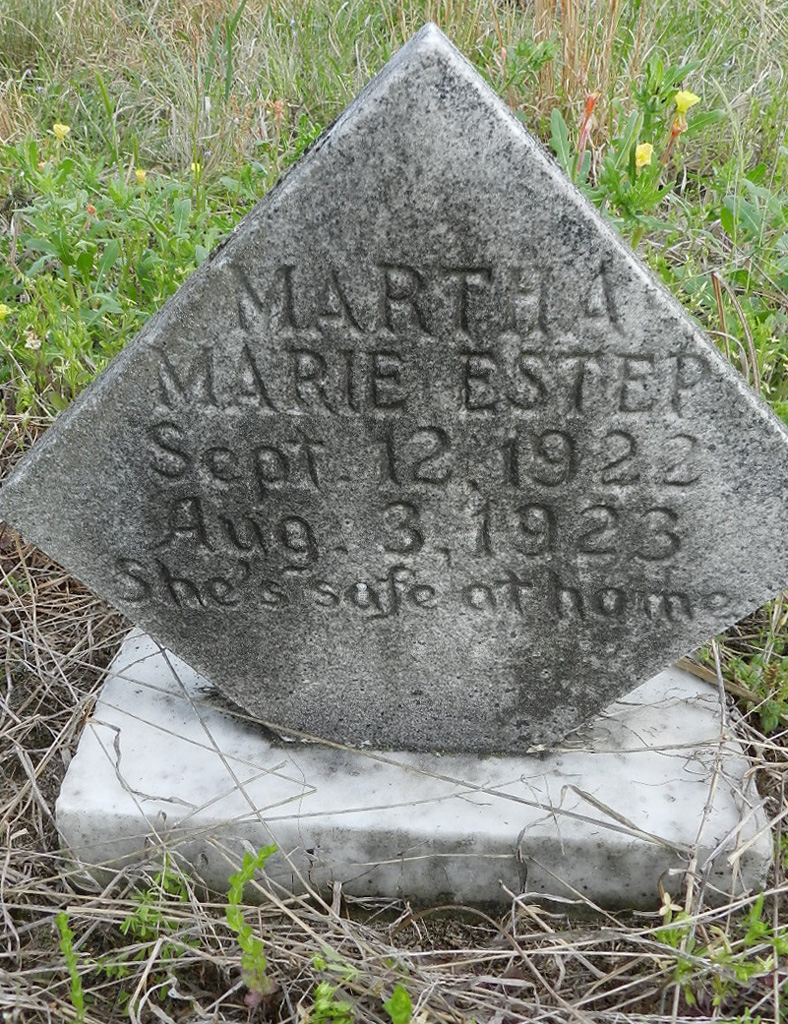 MARTHA
MARIE ESTEP
Sept. 12, 1922
Aug. 3, 1923
She's safe at home